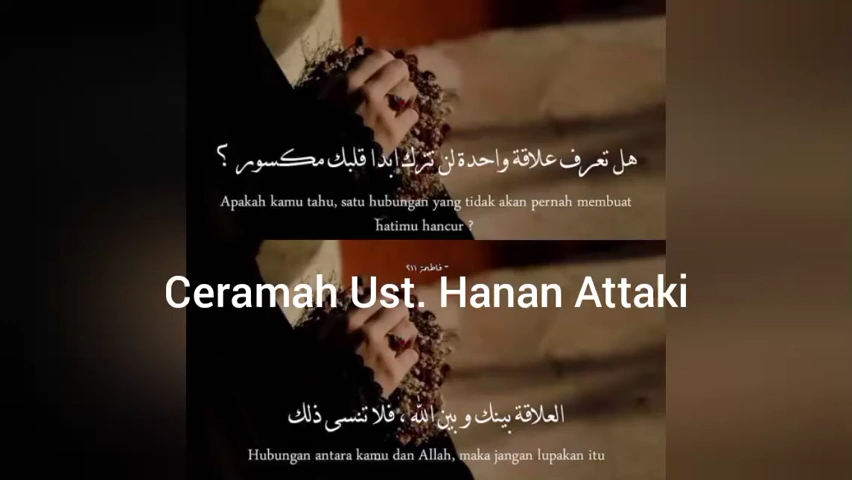 هل تعرف علاقة واحدة لن تترك ابدا قلبك مكسور ؟
Apakah kamu tahu, satu hubungan yang tidak akan pernah membuat
hatimu hancur ?
- فاطمة ٢١١
Ceramah Ust. Hanan Attaki
العلاقة بينك و بين الله ، فلا تنسى ذلك
Hubungan antara kamu dan Allah, maka jangan lupakan itu